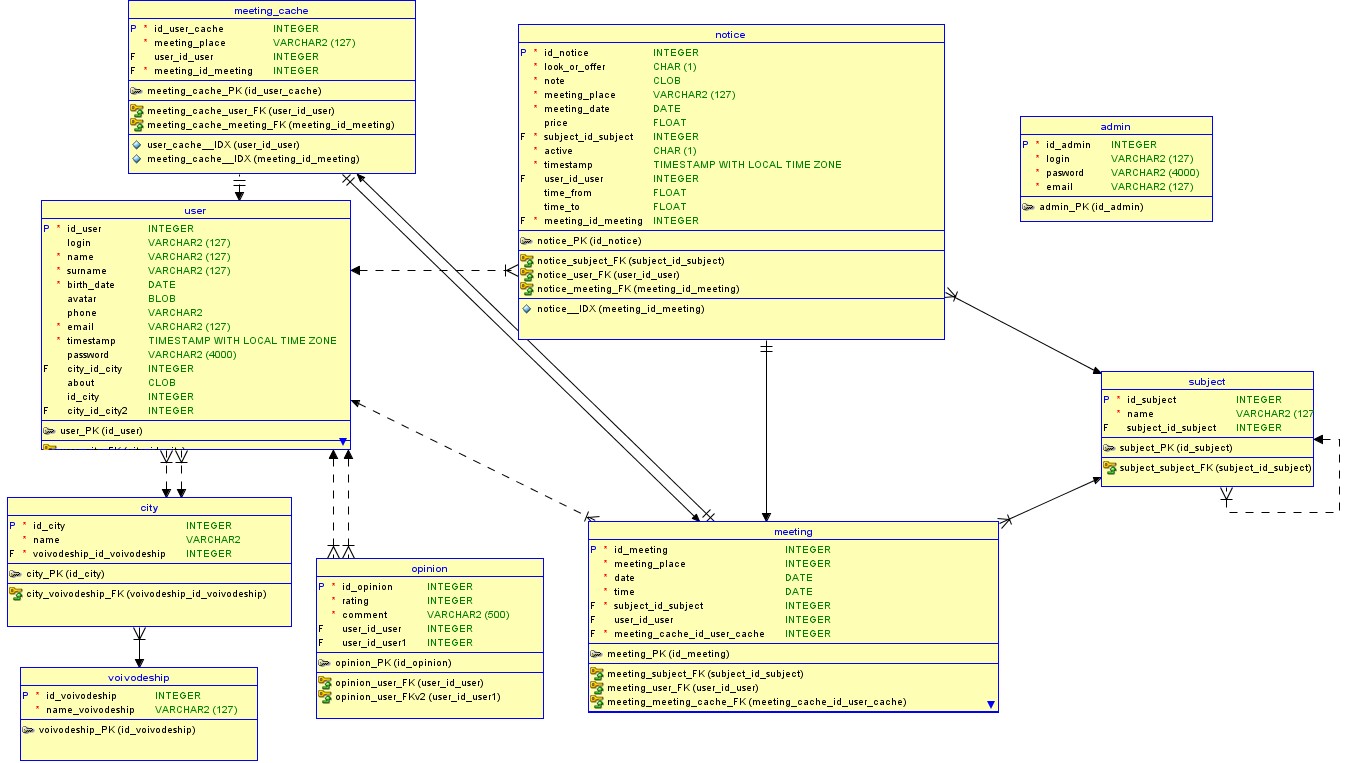 meeting_cache
P * id_user_cache INTEGER
* meeting_place VARCHAR2 (127)
F user_id_user INTEGER
F * meeting_id_meeting INTEGER
meeting_cache_PK (id_user_cache)
meeting_cache_user_FK (user_id_user)
meeting_cache_meeting_FK (meeting_id_meeting)
user_cache__IDX (user_id_user)
meeting_cache__IDX (meeting_id_meeting)
notice
P * id_notice INTEGER
* look_or_offer CHAR (1)
* note CLOB
* meeting_place VARCHAR2 (127)
* meeting_date DATE
price FLOAT
F * subject_id_subject INTEGER
* active CHAR (1)
* timestamp TIMESTAMP WITH LOCAL TIME ZONE
F user_id_user INTEGER
time_from FLOAT
time_to FLOAT
F * meeting_id_meeting INTEGER
notice_PK (id_notice)
notice_subject_FK (subject_id_subject)
notice_user_FK (user_id_user)
notice_meeting_FK (meeting_id_meeting)
notice__IDX (meeting_id_meeting)
admin
P * id_admin INTEGER
* login VARCHAR2 (127)
* pasword VARCHAR2 (4000)
* email VARCHAR2 (127)
admin_PK (id_admin)
user
P * id_user INTEGER
login VARCHAR2 (127)
* name VARCHAR2 (127)
* surname VARCHAR2 (127)
* birth_date DATE
avatar BLOB
phone VARCHAR2
* email VARCHAR2 (127)
* timestamp TIMESTAMP WITH LOCAL TIME ZONE
password VARCHAR2 (4000)
F city_id_city INTEGER
about CLOB
id_city INTEGER
F city_id_city2 INTEGER
user_PK (id_user)
subject
P * id_subject INTEGER
* name VARCHAR2 (127
F subject_id_subject INTEGER
subject_PK (id_subject)
subject_subject_FK (subject_id_subject)
city
P * id_city INTEGER
* name VARCHAR2
F * voivodeship_id_voivodeship INTEGER
city_PK (id_city)
city_voivodeship_FK (voivodeship_id_voivodeship)
opinion
P * id_opinion INTEGER
* rating INTEGER
* comment VARCHAR2 (500)
F user_id_user INTEGER
F user_id_user1 INTEGER
opinion_PK (id_opinion)
opinion_user_FK (user_id_user)
opinion_user_FKv2 (user_id_user1)
meeting
P * id_meeting INTEGER
* meeting_place INTEGER
* date DATE
* time DATE
F * subject_id_subject INTEGER
F user_id_user INTEGER
F * meeting_cache_id_user_cache INTEGER
meeting_PK (id_meeting)
meeting_subject_FK (subject_id_subject)
meeting_user_FK (user_id_user)
meeting_meeting_cache_FK (meeting_cache_id_user_cache)
voivodeship
P * id_voivodeship INTEGER
* name_voivodeship VARCHAR2 (127)
voivodeship_PK (id_voivodeship)